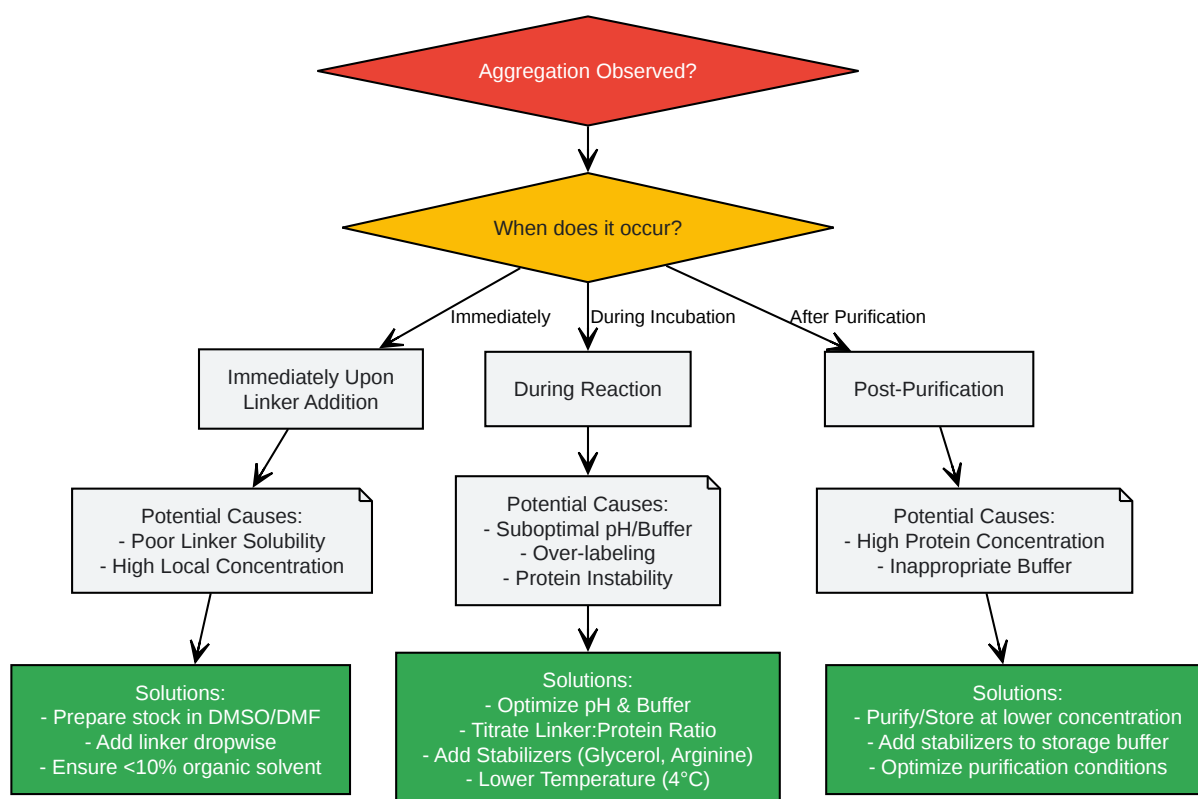 Aggregation Observed?
When does it occur?
Immediately
During Incubation
After Purification
Immediately Upon
Linker Addition
During Reaction
Post-Purification
Potential Causes:
- Poor Linker Solubility
- High Local Concentration
Potential Causes:
- Suboptimal pH/Buffer
- Over-labeling
- Protein Instability
Potential Causes:
- High Protein Concentration
- Inappropriate Buffer
Solutions:
- Prepare stock in DMSO/DMF
- Add linker dropwise
- Ensure <10% organic solvent
Solutions:
- Optimize pH & Buffer
- Titrate Linker:Protein Ratio
- Add Stabilizers (Glycerol, Arginine)
- Lower Temperature (4°C)
Solutions:
- Purify/Store at lower concentration
- Add stabilizers to storage buffer
- Optimize purification conditions